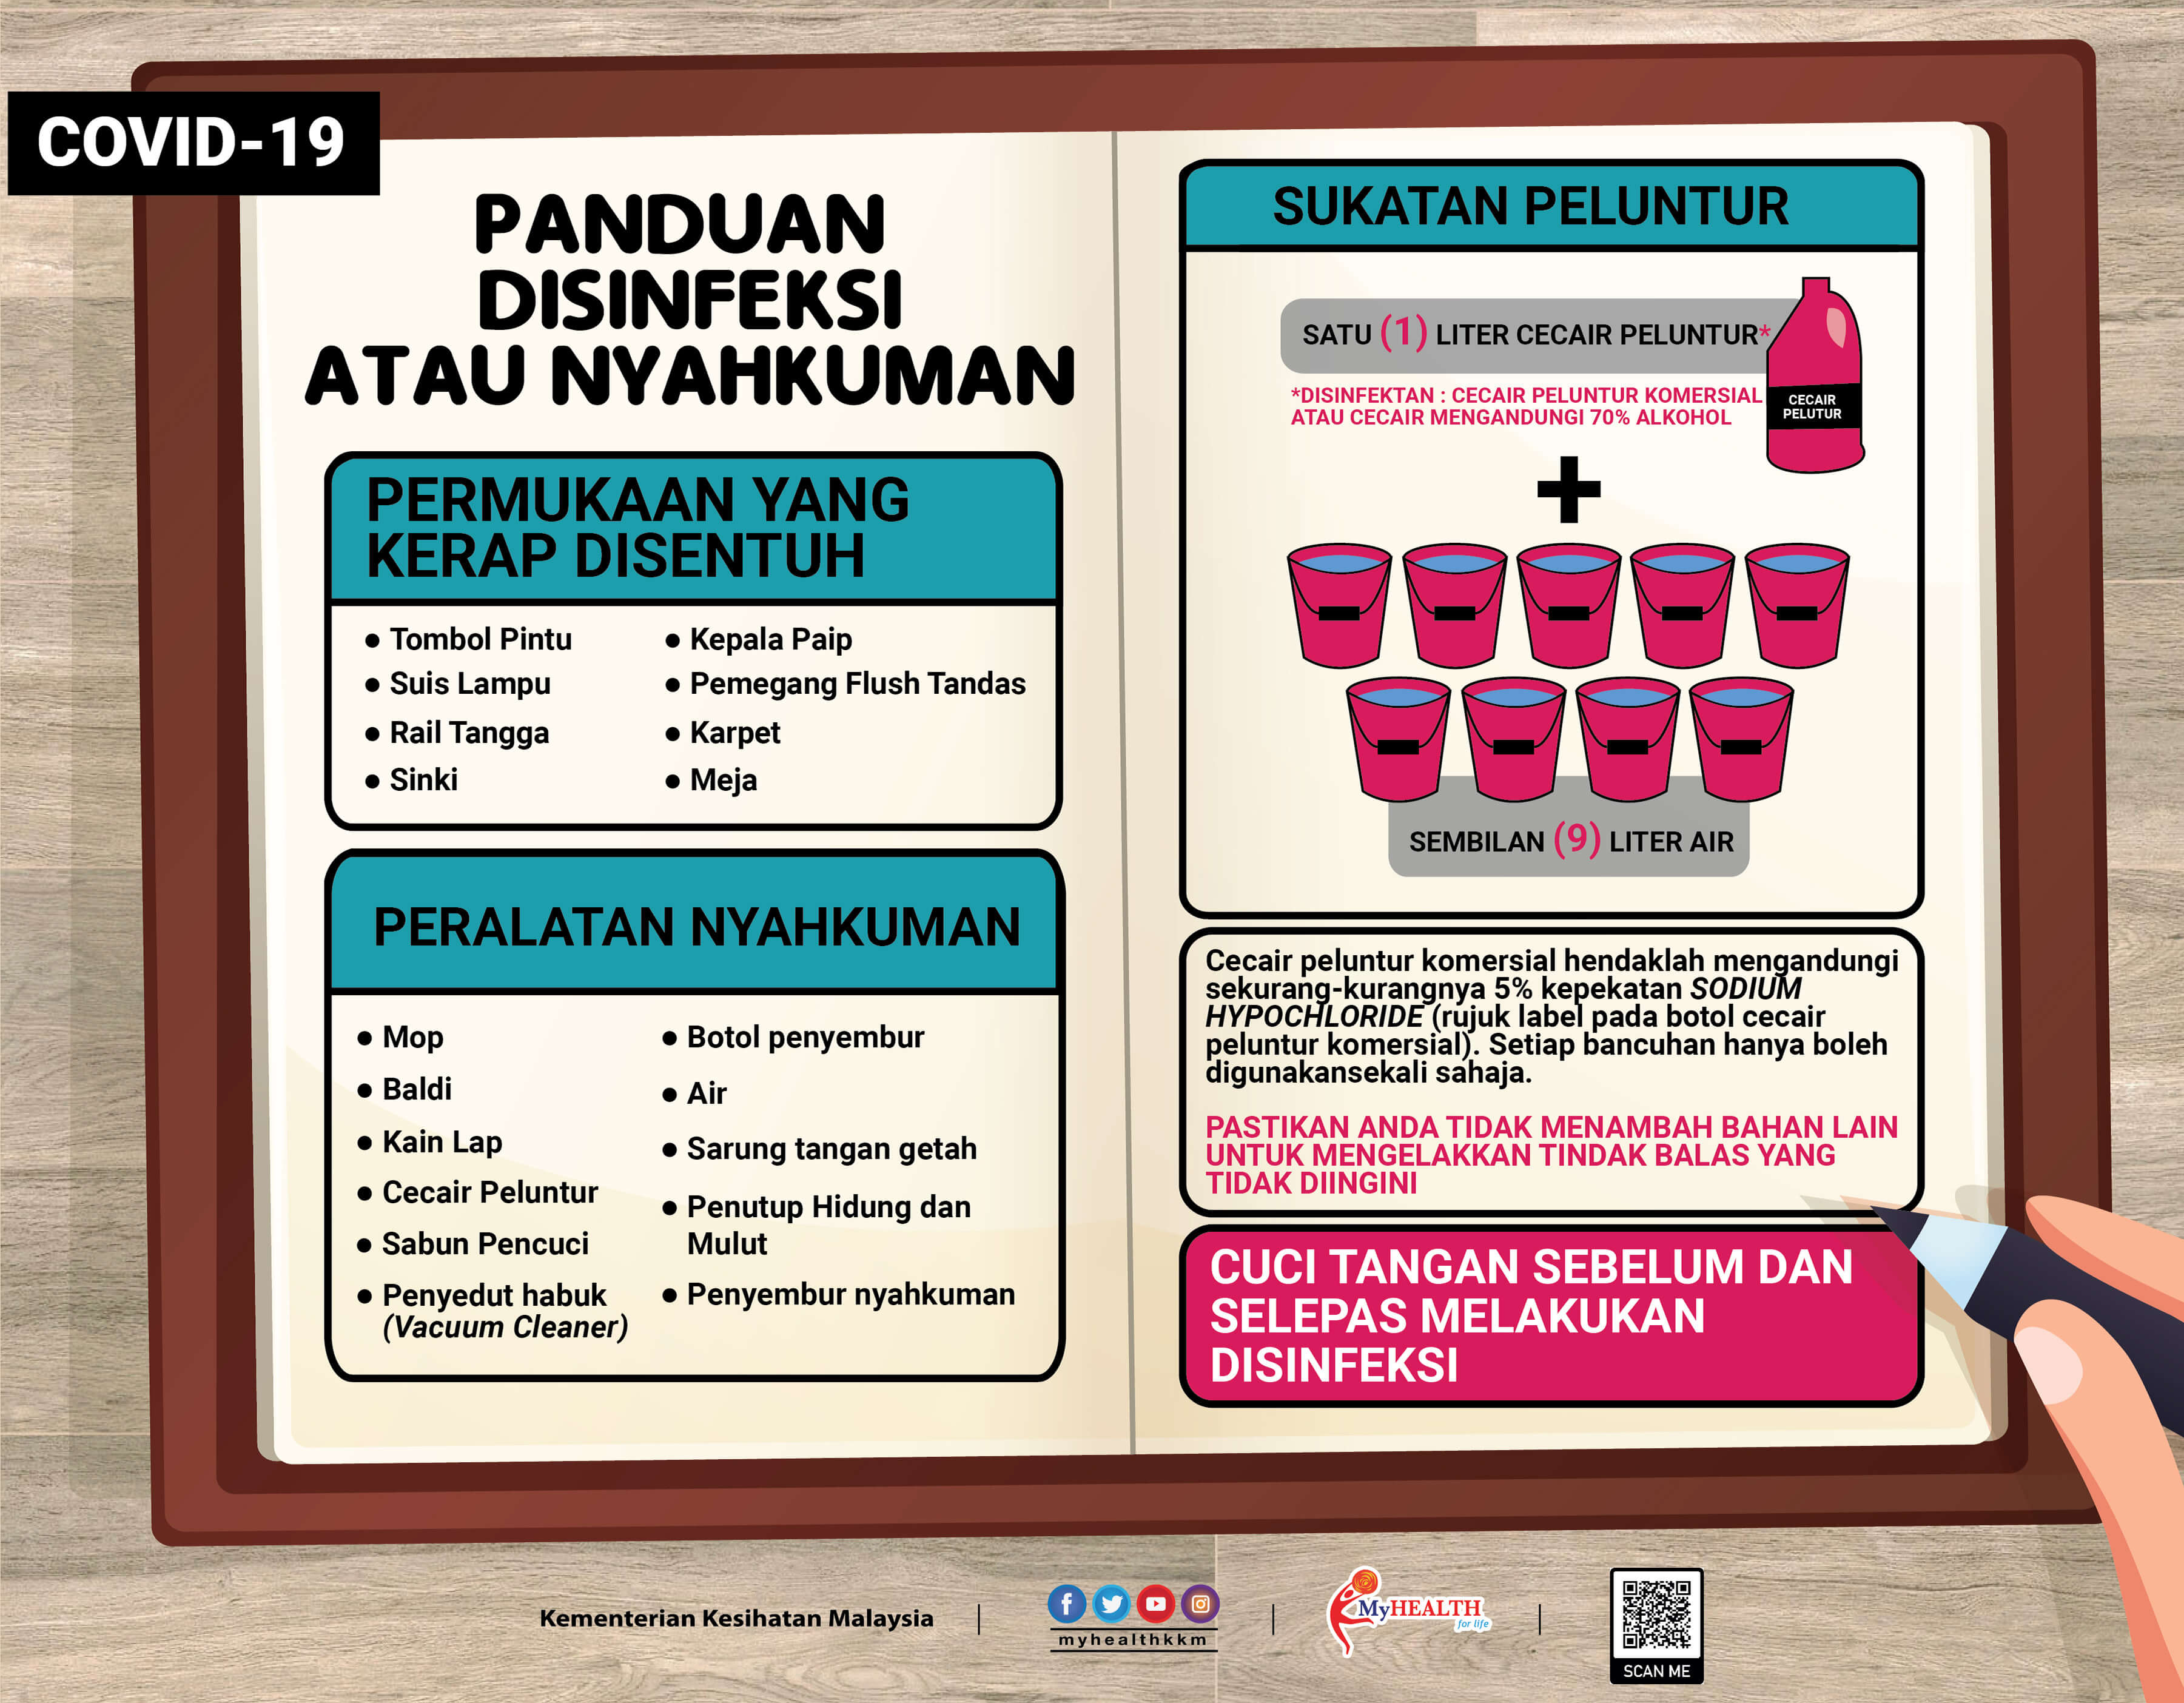 COVID-19
PANDUAN
DISINFEKSI
ATAU NYAHKUMAN
PERMUKAAN YANG
KERAP DISENTUH
• Tombol Pintu
• Suis Lampu
• Rail Tangga
• Sinki
• Kepala Paip
• Pemegang Flush Tandas
• Karpet
• Meja
PERALATAN NYAHKUMAN
• Mop
• Baldi
• Kain Lap
• Cecair Peluntur
• Sabun Pencuci
• Penyedut habuk
(Vacuum Cleaner)
• Botol penyembur
• Air
• Sarung tangan getah
• Penutup Hidung dan
Mulut
• Penyembur nyahkuman
SUKATAN PELUNTUR
SATU (1) LITER CECAIR PELUNTUR*
*DISINFEKTAN : CECAIR PELUNTUR KOMERSIAL
ATAU CECAIR MENGANDUNGI 70% ALKOHOL
CECAIR
PELUTUR
+
SEMBILAN (9) LITER AIR
Cecair peluntur komersial hendaklah mengandungi
sekurang-kurangnya 5% kepekatan SODIUM
HYPOCHLORIDE (rujuk label pada botol cecair
peluntur komersial). Setiap bancuhan hanya boleh
digunakansekali sahaja.
PASTIKAN ANDA TIDAK MENAMBAH BAHAN LAIN
UNTUK MENGELAKKAN TINDAK BALAS YANG
TIDAK DIINGINI
CUCI TANGAN SEBELUM DAN
SELEPAS MELAKUKAN
DISINFEKSI
Kementerian Kesihatan Malaysia
myhealthkkm
MyHEALTH
for life
SCAN ME